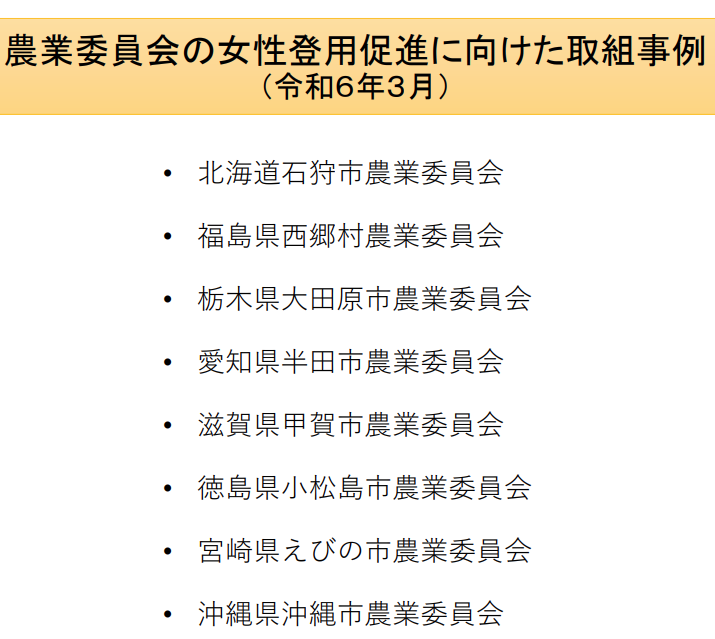 農業委員会の女性登用促進に向けた取組事例
（令和6年3月）
• 北海道石狩市農業委員会
• 福島県西郷村農業委員会
• 栃木県大田原市農業委員会
• 愛知県半田市農業委員会
• 滋賀県甲賀市農業委員会
• 徳島県小松島市農業委員会
• 宮崎県えびの市農業委員会
• 沖縄県沖縄市農業委員会